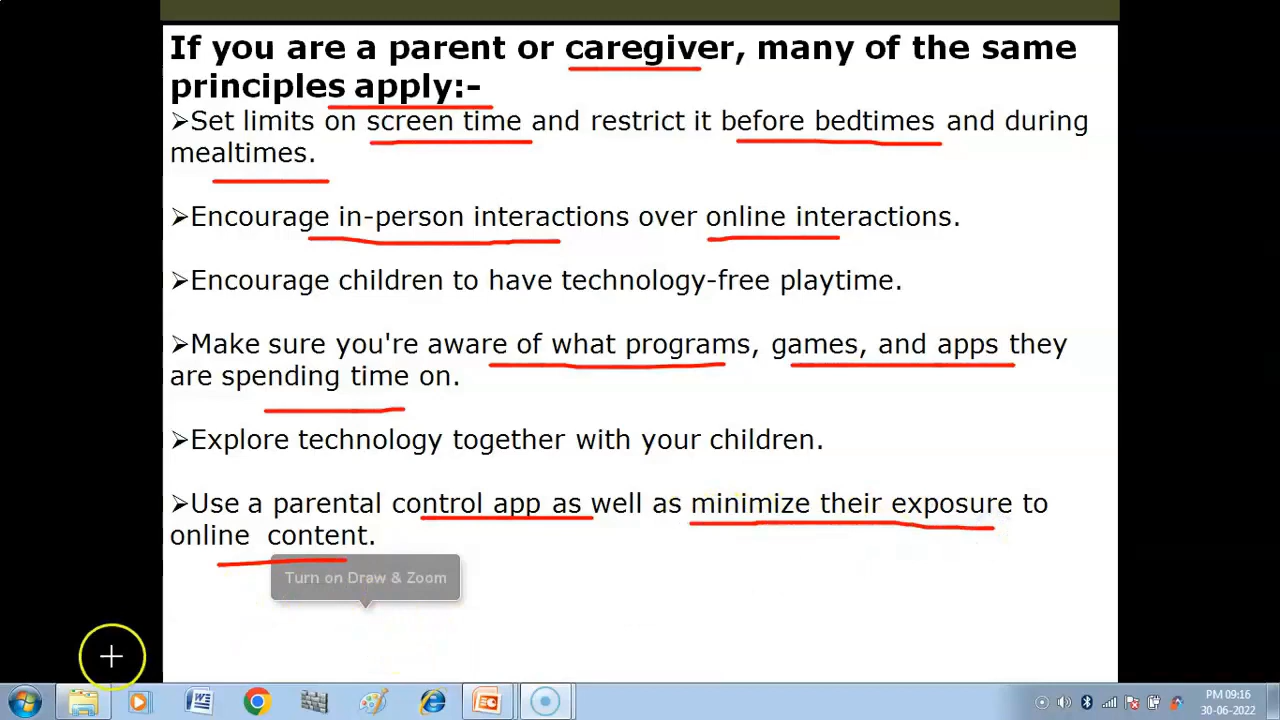 If you are a parent or caregiver, many of the same
principles apply:-
➢Set limits on screen time and restrict it before bedtimes and during
mealtimes.
➢Encourage in-person interactions over online interactions.
➢Encourage children to have technology-free playtime.
➢Make sure you're aware of what programs, games, and apps they
are spending time on.
➢Explore technology together with your children.
➢Use a parental control app as well as minimize their exposure to
online content.
Turn on Draw & Zoom
PM 09:16
30-06-2022